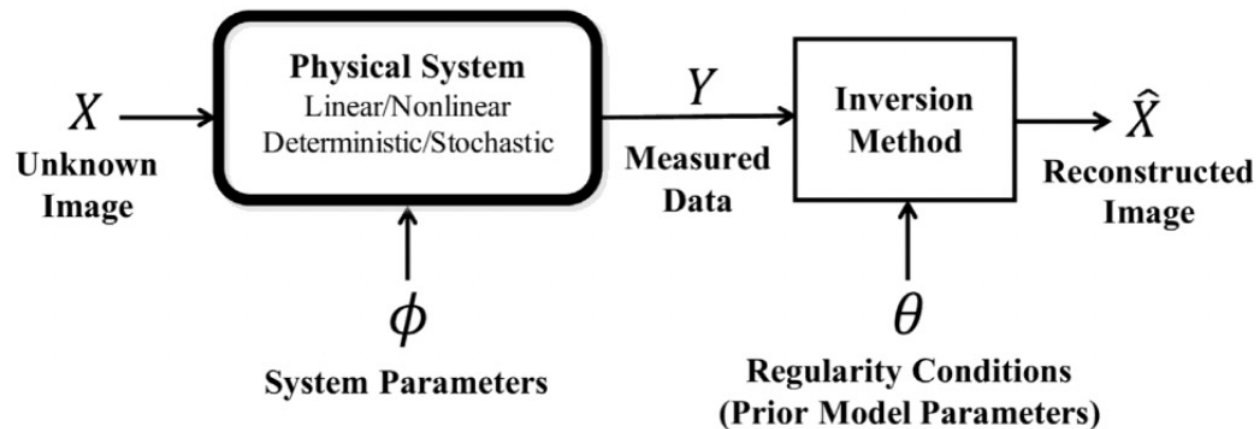 X
Unknown
Image
Physical System
Linear/Nonlinear
Deterministic/Stochastic
ϕ
System Parameters
Y
Measured
Data
Inversion
Method
θ
Regularity Conditions
(Prior Model Parameters)
X̂
Reconstructed
Image